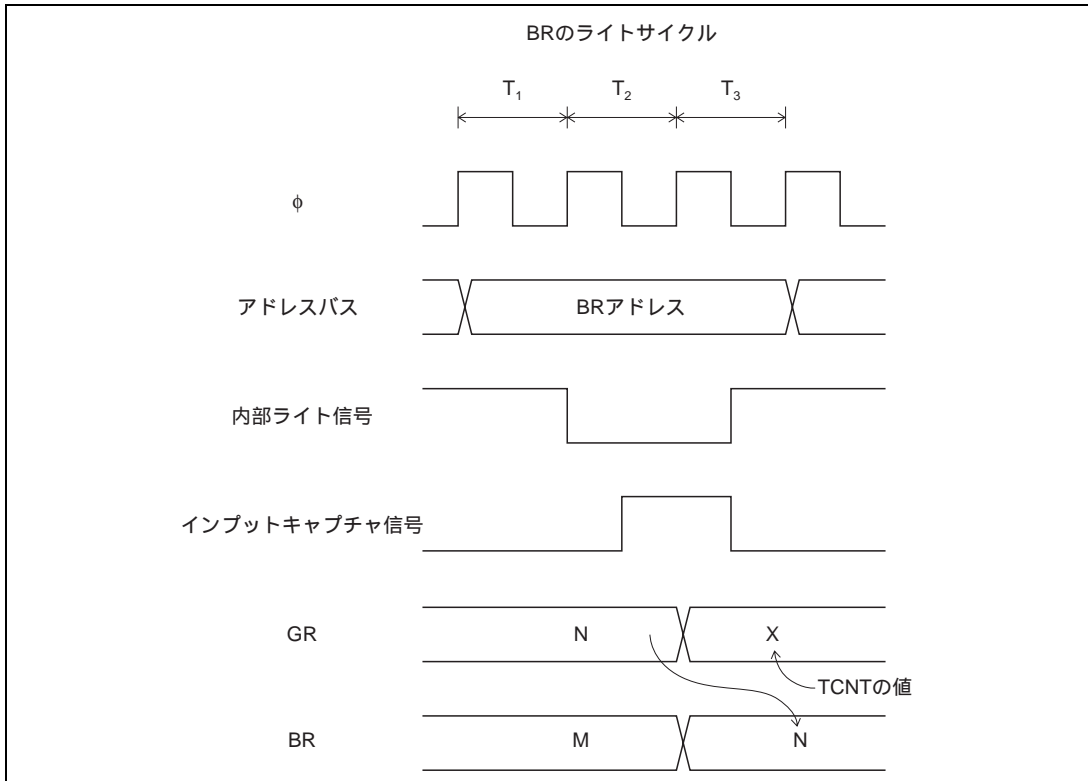 BRのライトサイクル
T1 T2 T3
φ
アドレスバス BRアドレス
内部ライト信号
インプットキャプチャ信号
GR N X
TCNTの値
BR M N